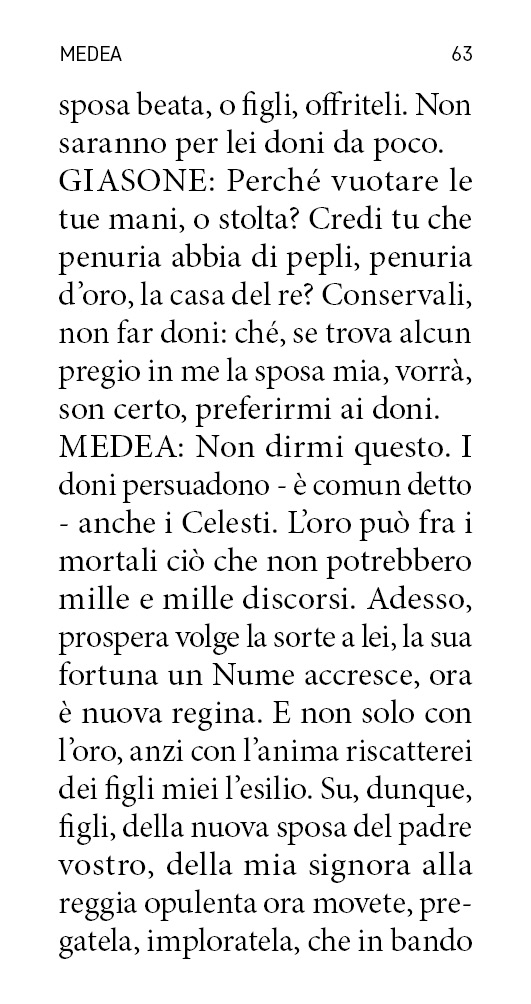 MEDEA 63
sposa beata, o figli, offriteli. Non
saranno per lei doni da poco.
GIASONE: Perché vuotare le
tue mani, o stolta? Credi tu che
penuria abbia di pepli, penuria
d’oro, la casa del re? Conservali,
non far doni: ché, se trova alcun
pregio in me la sposa mia, vorrà,
son certo, preferirmi ai doni.
MEDEA: Non dirmi questo. I
doni persuadono - è comun detto
- anche i Celesti. L’oro può fra i
mortali ciò che non potrebbero
mille e mille discorsi. Adesso,
prospera volge la sorte a lei, la sua
fortuna un Nume accresce, ora
è nuova regina. E non solo con
l’oro, anzi con l’anima riscatterei
dei figli miei l’esilio. Su, dunque,
figli, della nuova sposa del padre
vostro, della mia signora alla
reggia opulenta ora movete, pre-
gatela, imploratela, che in bando